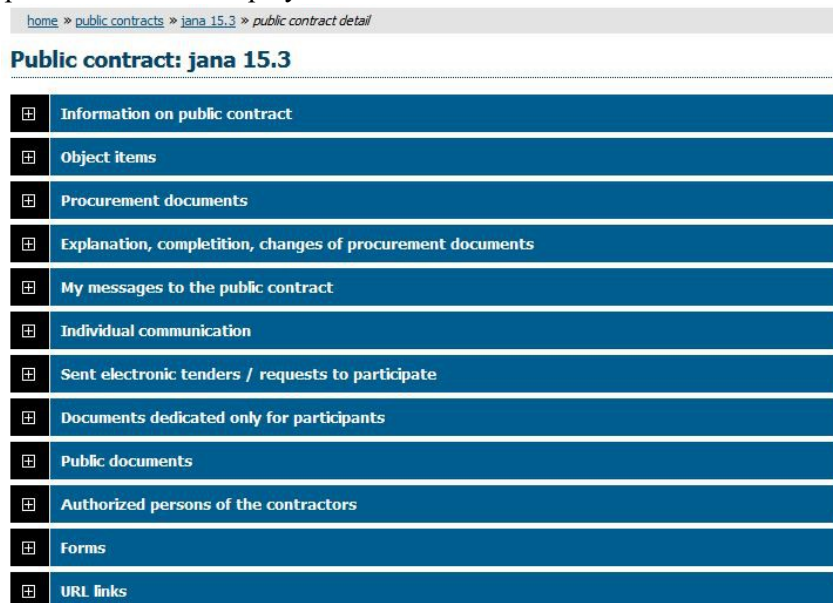 home » public contracts » jana 15.3 » public contract detail
Public contract: jana 15.3
Information on public contract
Object items
Procurement documents
Explanation, completition, changes of procurement documents
My messages to the public contract
Individual communication
Sent electronic tenders / requests to participate
Documents dedicated only for participants
Public documents
Authorized persons of the contractors
Forms
URL links